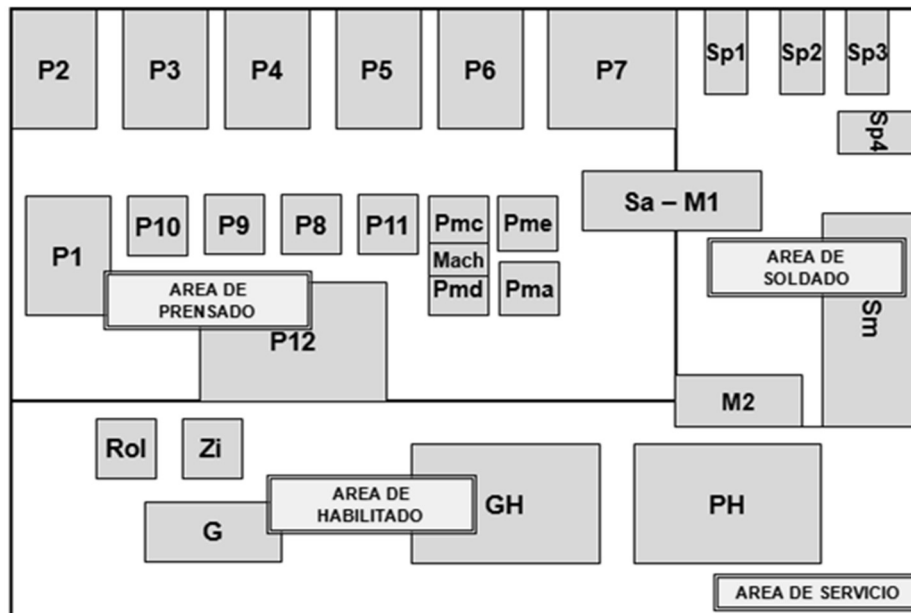 P2
P3
P4
P5
P6
P7
Sp1
Sp2
Sp3
Sp4
Sa – M1
P1
P10
P9
P8
P11
Pmc
Pme
Mach
Pmd
Pma
AREA DE
PRENSADO
P12
AREA DE
SOLDADO
Sm
M2
Rol
Zi
G
AREA DE
HABILITADO
GH
PH
AREA DE SERVICIO